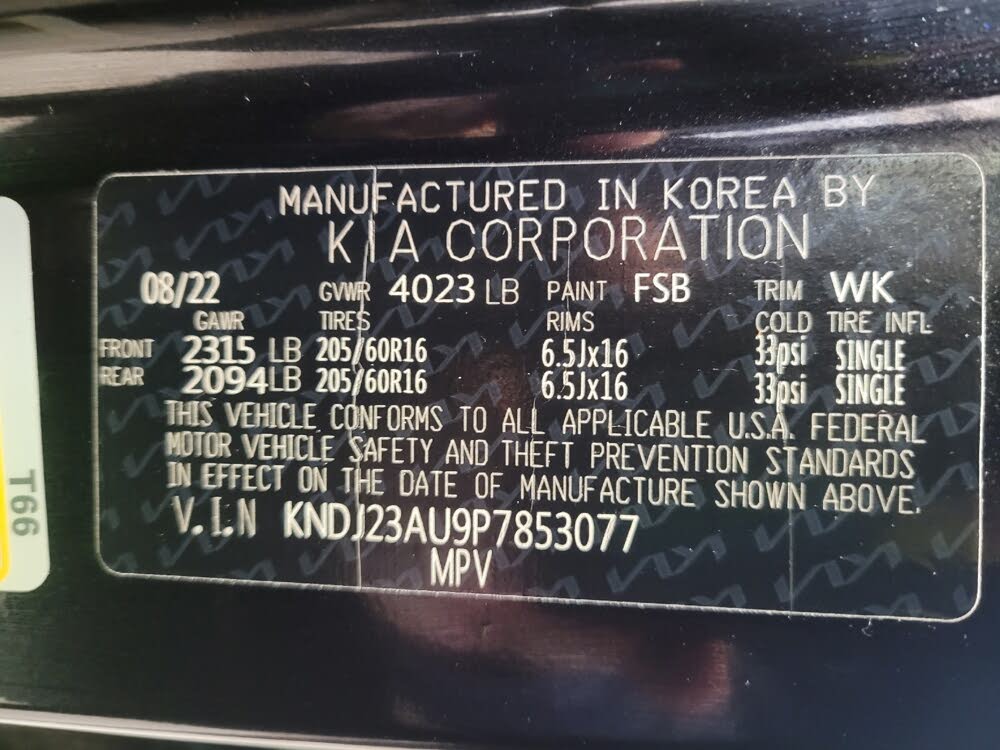 MANUFACTURED IN KOREA BY
KIA CORPORATION
08/22 GVWR 4023 LB PAINT FSB TRIM WK
GAWR TIRES RIMS COLD TIRE INFL
FRONT 2315 LB 205/60R16 6.5Jx16 33psi SINGLE
REAR 2094 LB 205/60R16 6.5Jx16 33psi SINGLE
THIS VEHICLE CONFORMS TO ALL APPLICABLE U.S.A. FEDERAL
MOTOR VEHICLE SAFETY AND THEFT PREVENTION STANDARDS
IN EFFECT ON THE DATE OF MANUFACTURE SHOWN ABOVE.
V.I.N KNDJ23AU9P7853077
MPV
T66